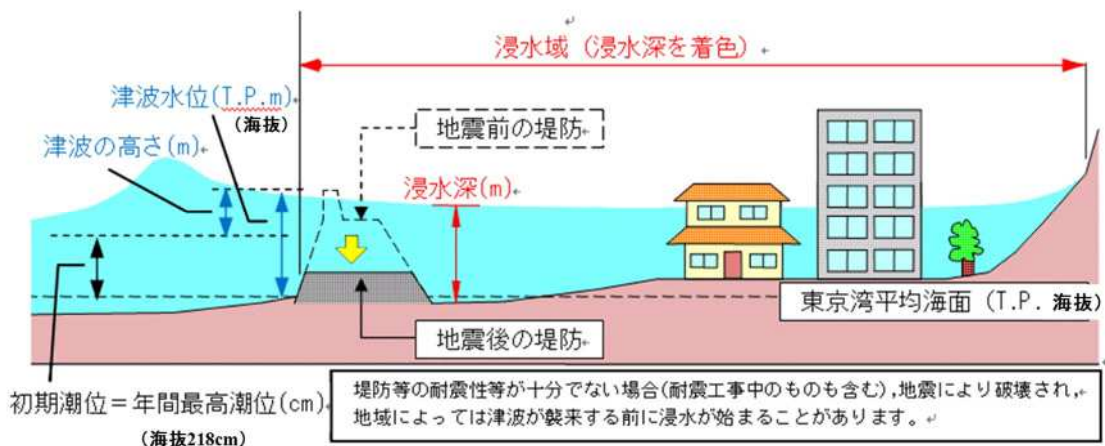 浸水域（浸水深を着色）
津波水位(T.P.m)
(海抜)
地震前の堤防
津波の高さ(m)
浸水深(m)
東京湾平均海面（T.P. 海抜)
地震後の堤防
初期潮位＝年間最高潮位(cm)
(海抜218cm)
堤防等の耐震性等が十分でない場合(耐震工事中のものも含む),地震により破壊され,
地域によっては津波が襲来する前に浸水が始まることがあります。